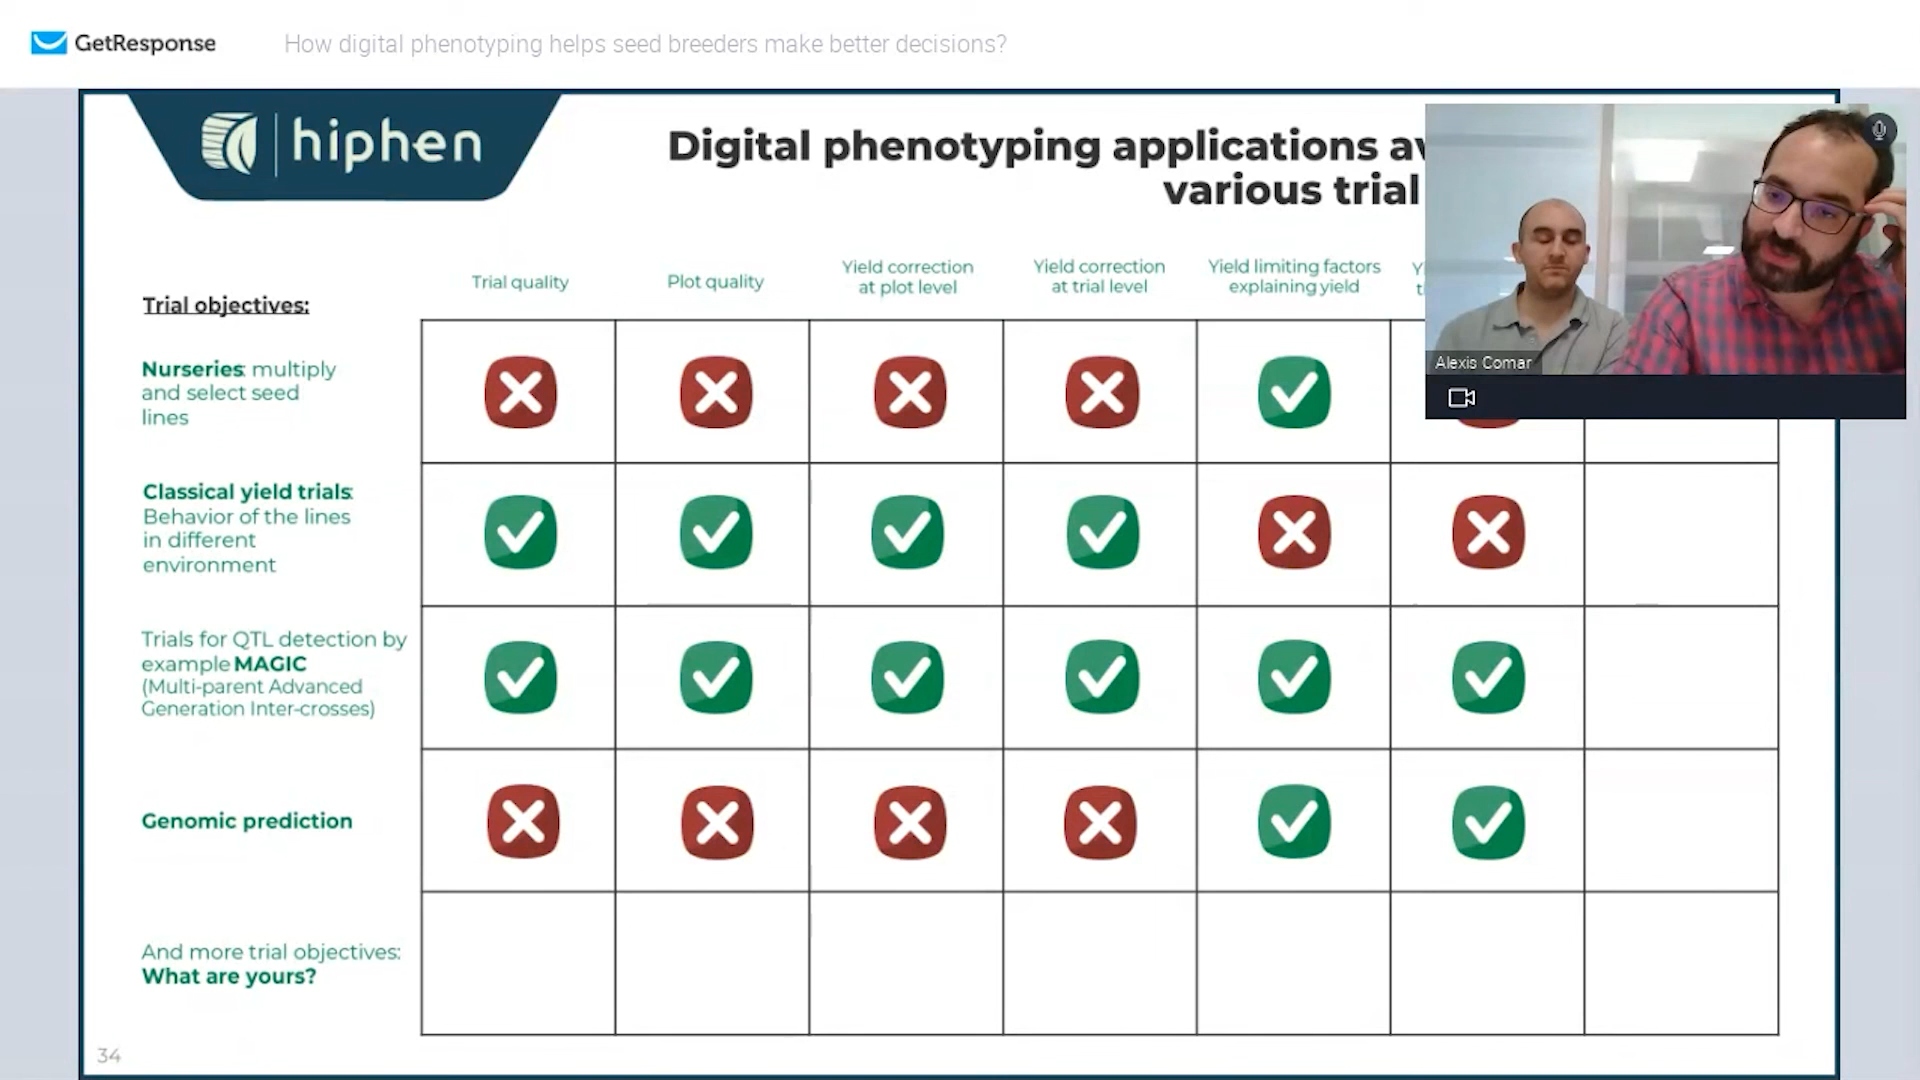 GetResponse
How digital phenotyping helps seed breeders make better decisions?
hiphen
Digital phenotyping applications
various trial
Trial quality
Plot quality
Yield correction
at plot level
Yield correction
at trial level
Yield limiting factors
explaining yield
Trial objectives:
Nurseries: multiply
and select seed
lines
Classical yield trials:
Behavior of the lines
in different
environment
Trials for QTL detection by
example MAGIC
(Multi-parent Advanced
Generation Inter-crosses)
Genomic prediction
And more trial objectives:
What are yours?
34
Alexis Comar